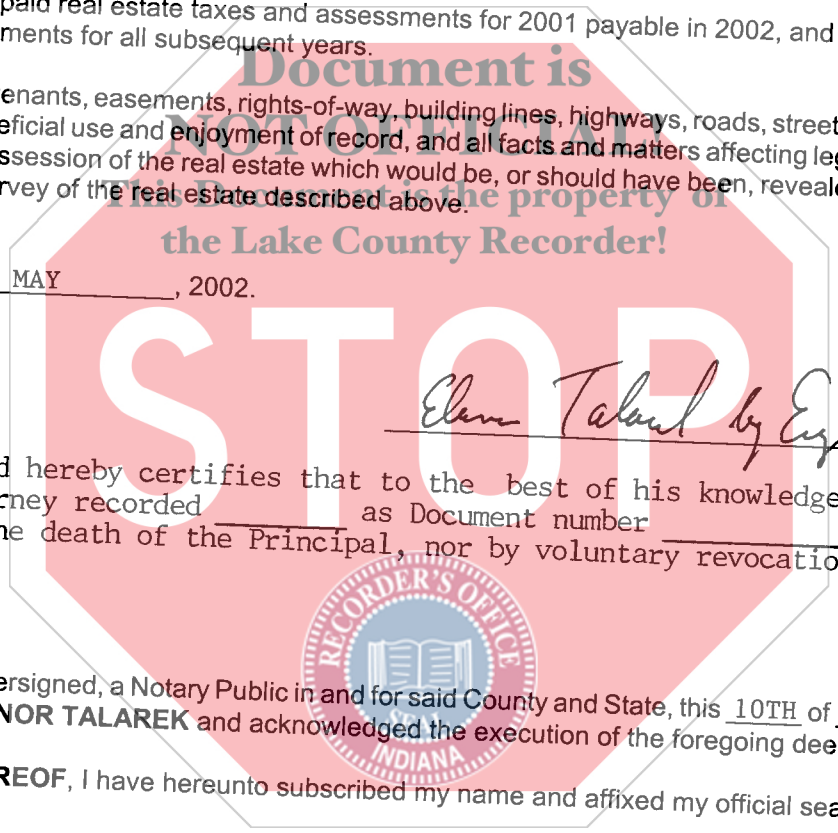 paid real estate taxes and assessments for 2001 payable in 2002, and
ments for all subsequent years.
Document is
enants, easements, rights-of-way, building lines, highways, roads, street
NOT OFFICIAL
eficial use and enjoyment of record, and all facts and matters affecting leg
ssession of the real estate which would be, or should have been, reveale
This Document is the property of
rvey of the real estate described above.
the Lake County Recorder!
MAY , 2002.
STOP
Talarek by
d hereby certifies that to the best of his knowledge
rney recorded ________ as Document number ________
he death of the Principal, nor by voluntary revocatio
RECORDER'S OFFICE
SEAL
INDIANA
ersigned, a Notary Public in and for said County and State, this 10TH of
NOR TALAREK and acknowledged the execution of the foregoing dee
REOF, I have hereunto subscribed my name and affixed my official sea